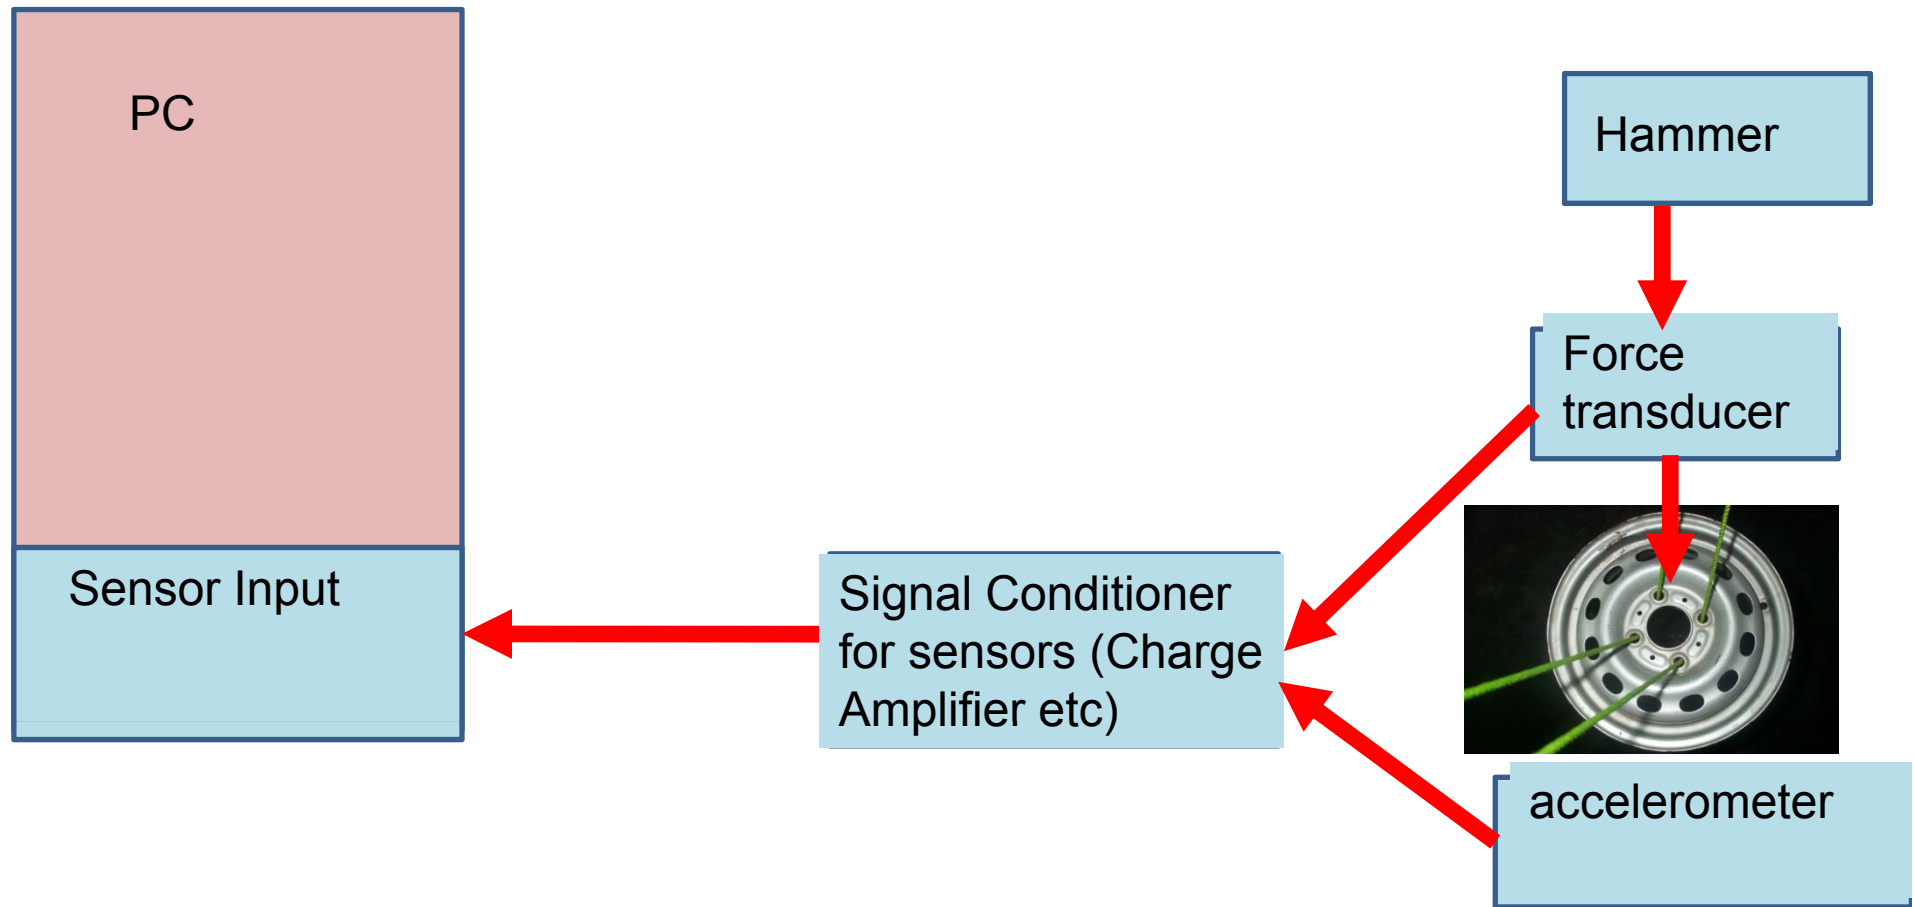 PC
Hammer
Force
transducer
Sensor Input
Signal Conditioner
for sensors (Charge
Amplifier etc)
accelerometer